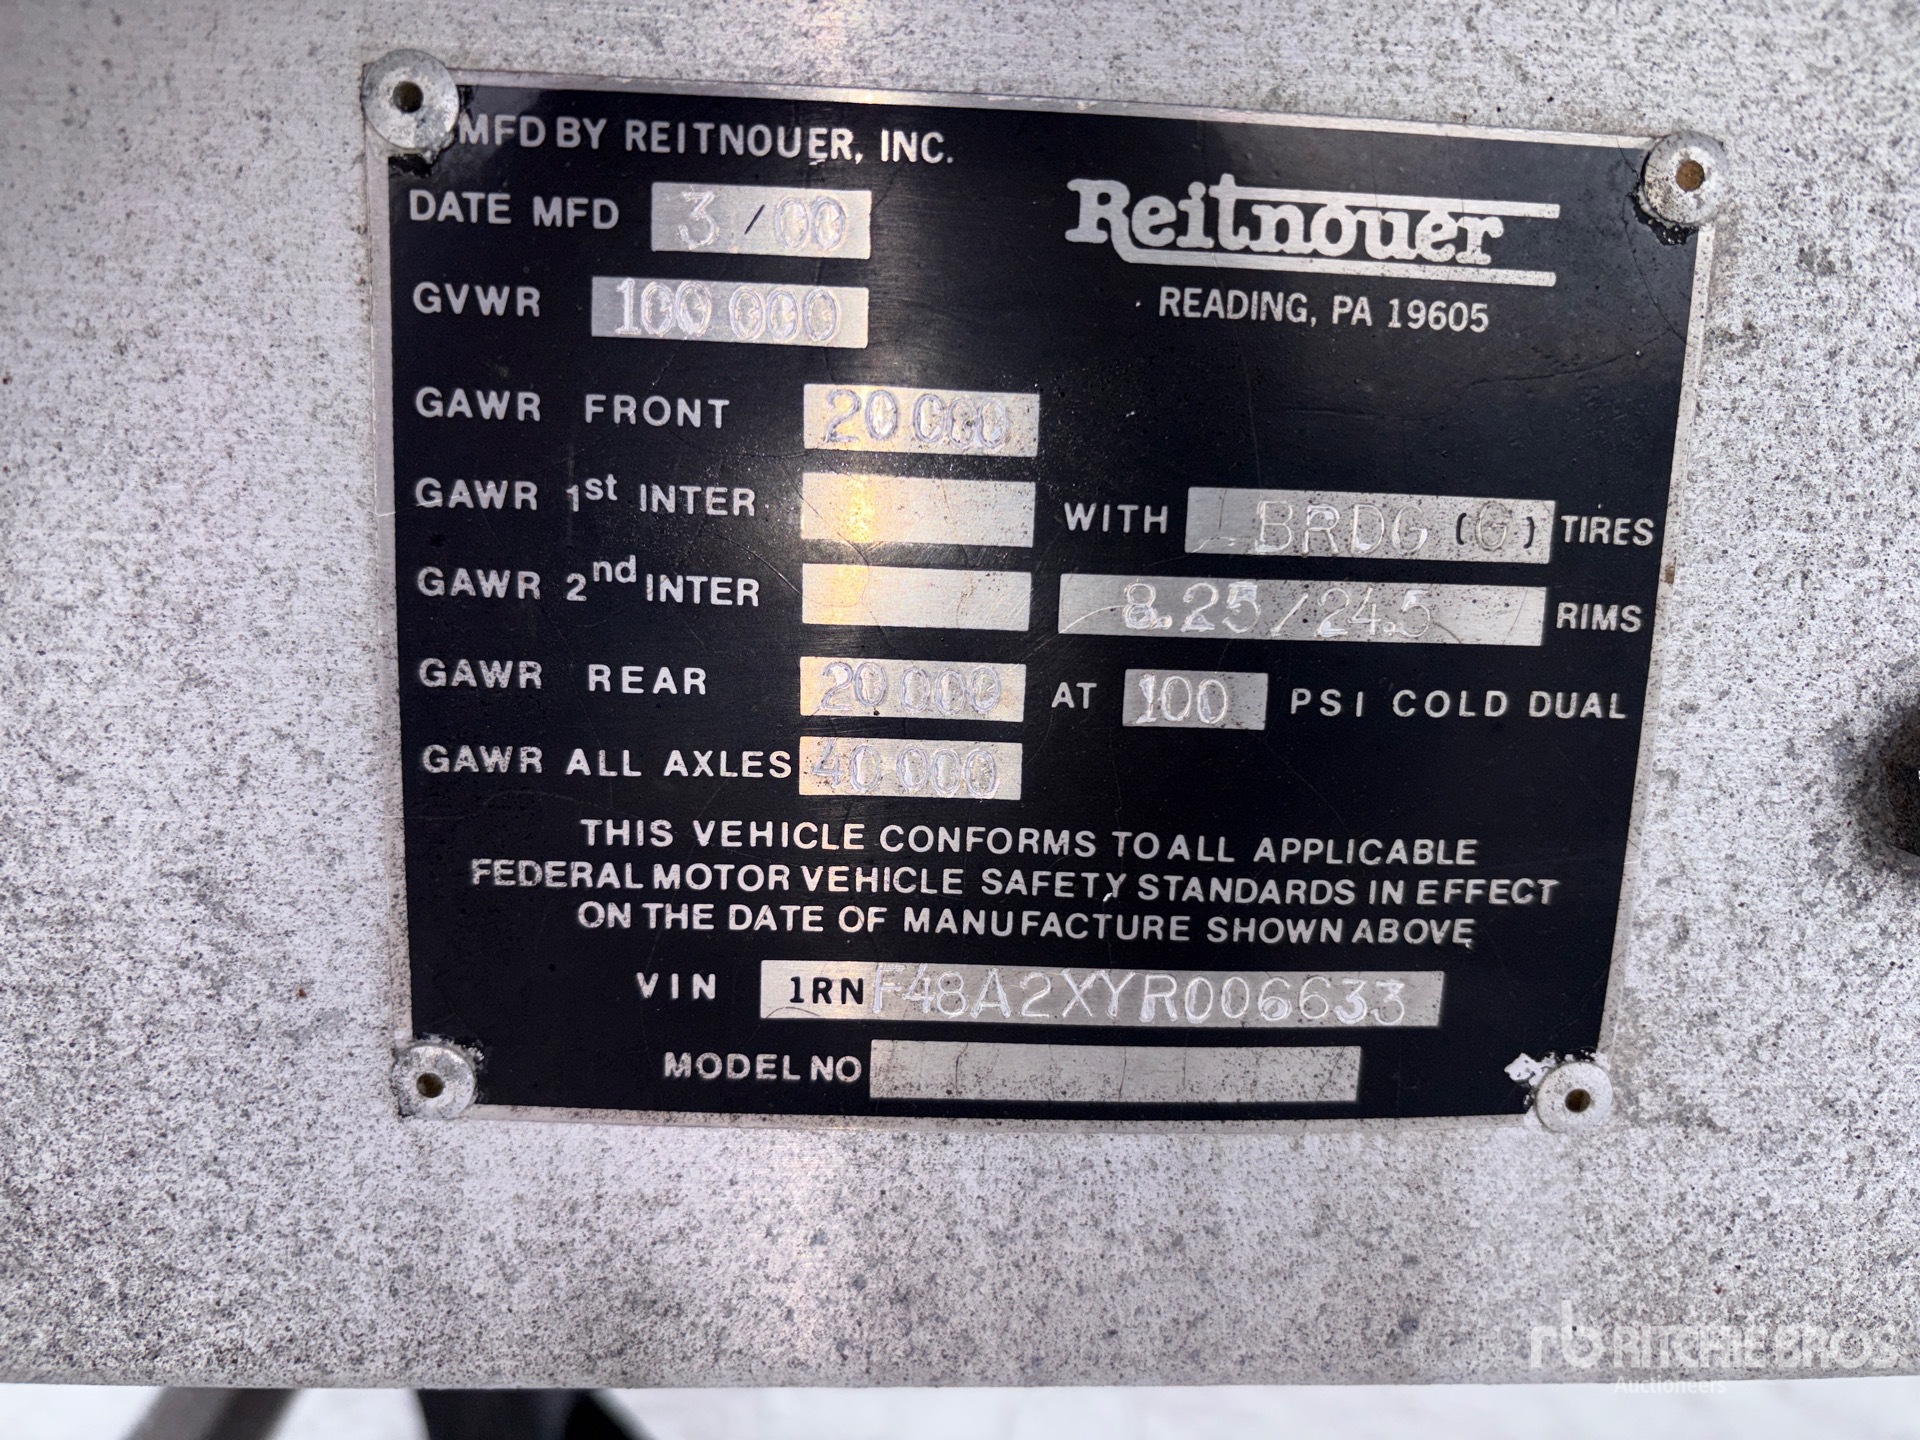 MFD BY REITNOUER, INC.
DATE MFD 3/00
Reitnouer
READING, PA 19605
GVWR 100 000
GAWR FRONT 20 000
GAWR 1st INTER
WITH BRDG (G) TIRES
GAWR 2nd INTER
8.25/24.5 RIMS
GAWR REAR 20 000
AT 100 PSI COLD DUAL
GAWR ALL AXLES 40 000
THIS VEHICLE CONFORMS TO ALL APPLICABLE
FEDERAL MOTOR VEHICLE SAFETY STANDARDS IN EFFECT
ON THE DATE OF MANUFACTURE SHOWN ABOVE
VIN 1RNF48A2XYR006633
MODEL NO
rb RITCHIE BROS
Auctioneers